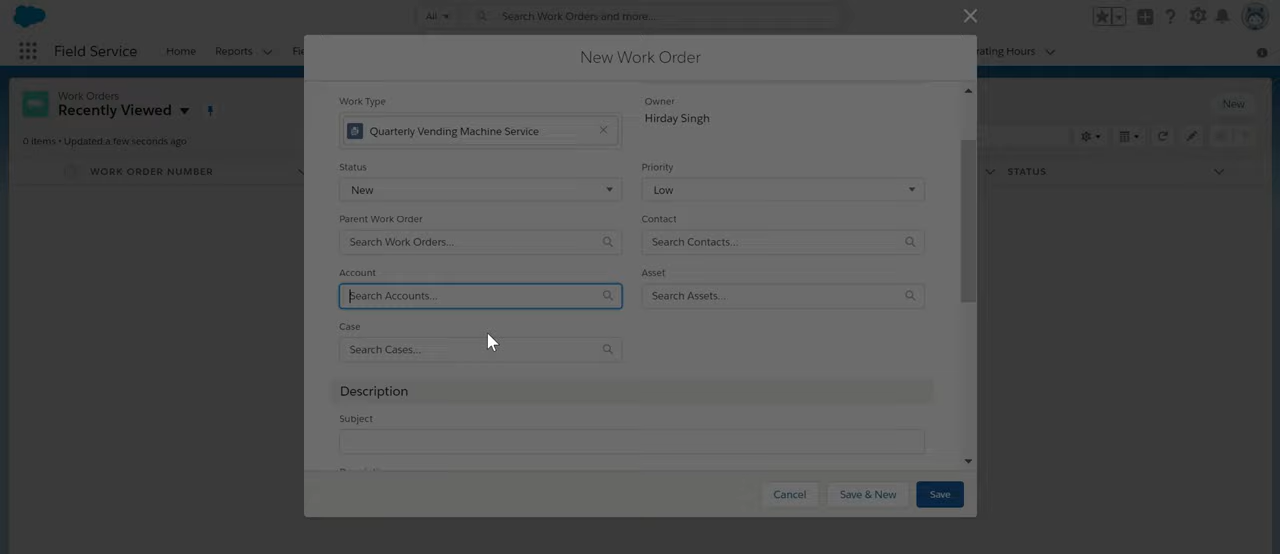 All
Search Work Orders and more...
Field Service
Home
Reports
rating Hours
Work Orders
Recently Viewed
New
0 items • Updated a few seconds ago
WORK ORDER NUMBER
STATUS
New Work Order
Work Type
Owner
Quarterly Vending Machine Service
Hirday Singh
Status
Priority
New
Low
Parent Work Order
Contact
Search Work Orders...
Search Contacts...
Account
Asset
Search Accounts...
Search Assets...
Case
Search Cases...
Description
Subject
Cancel
Save & New
Save